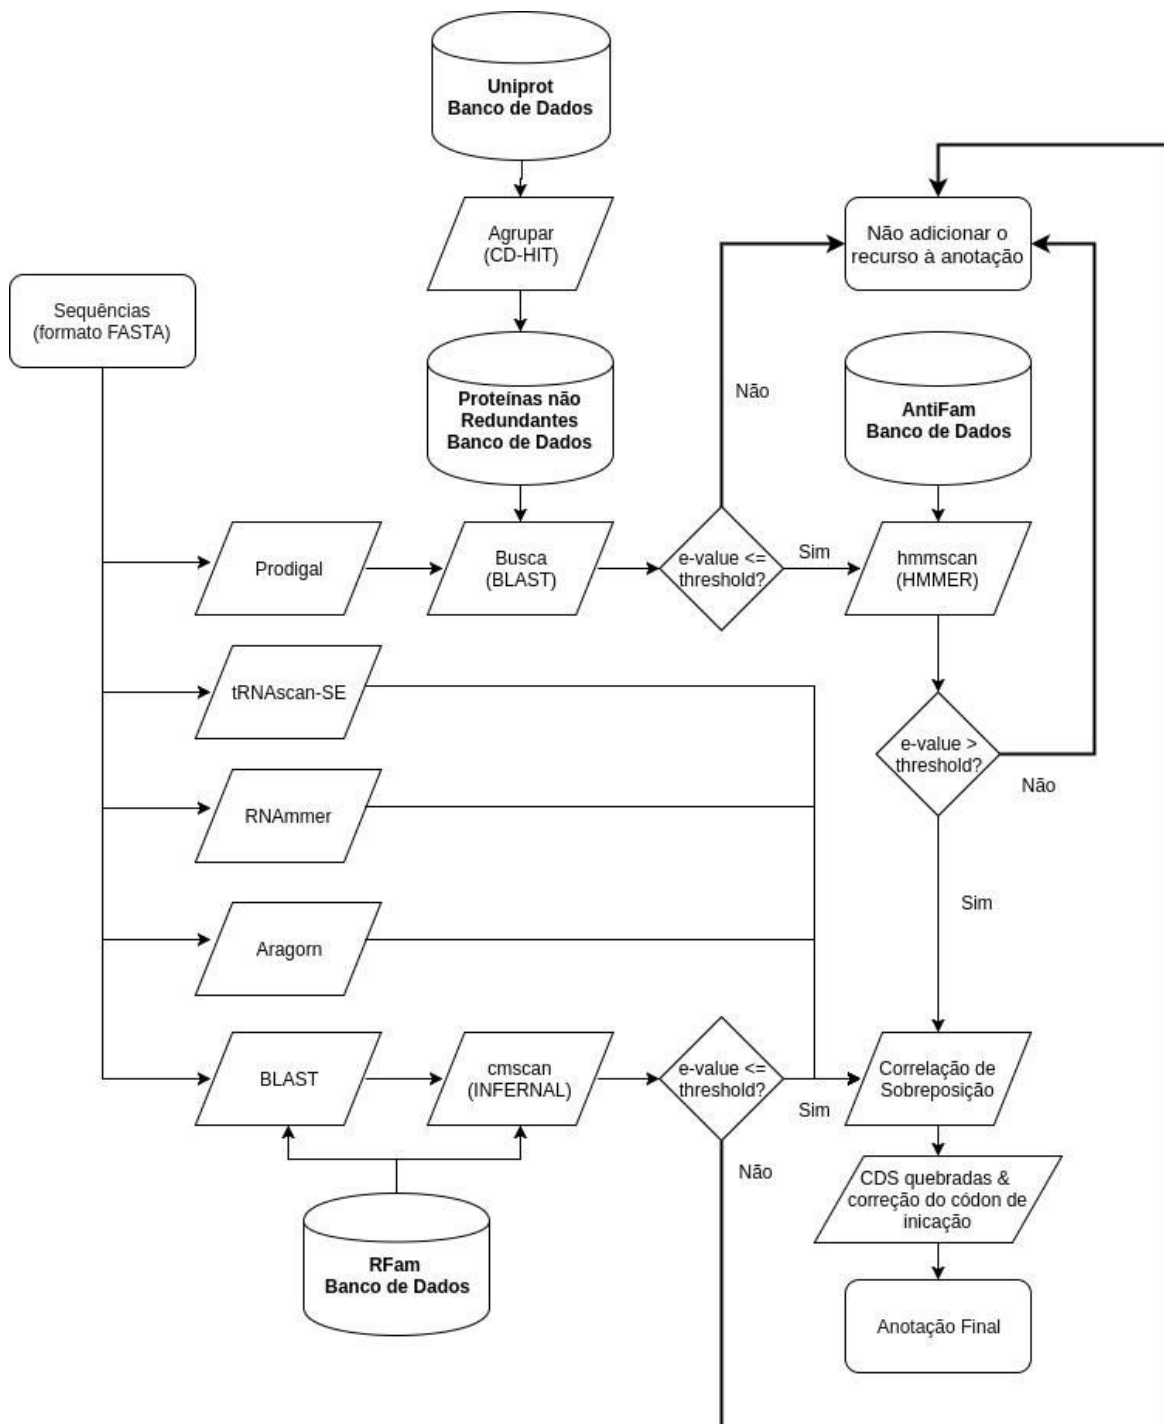 Uniprot
Banco de Dados
Agrupar
(CD-HIT)
Não adicionar o
recurso à anotação
Sequências
(formato FASTA)
Proteínas não
Redundantes
Banco de Dados
Não
AntiFam
Banco de Dados
Prodigal
Busca
(BLAST)
e-value <=
threshold?
Sim
hmmscan
(HMMER)
tRNAscan-SE
e-value >
threshold?
Não
RNAmmer
Sim
Aragorn
BLAST
cmscan
(INFERNAL)
e-value <=
threshold?
Sim
Correlação de
Sobreposição
Não
CDS quebradas &
correção do códon de
inicação
RFam
Banco de Dados
Anotação Final